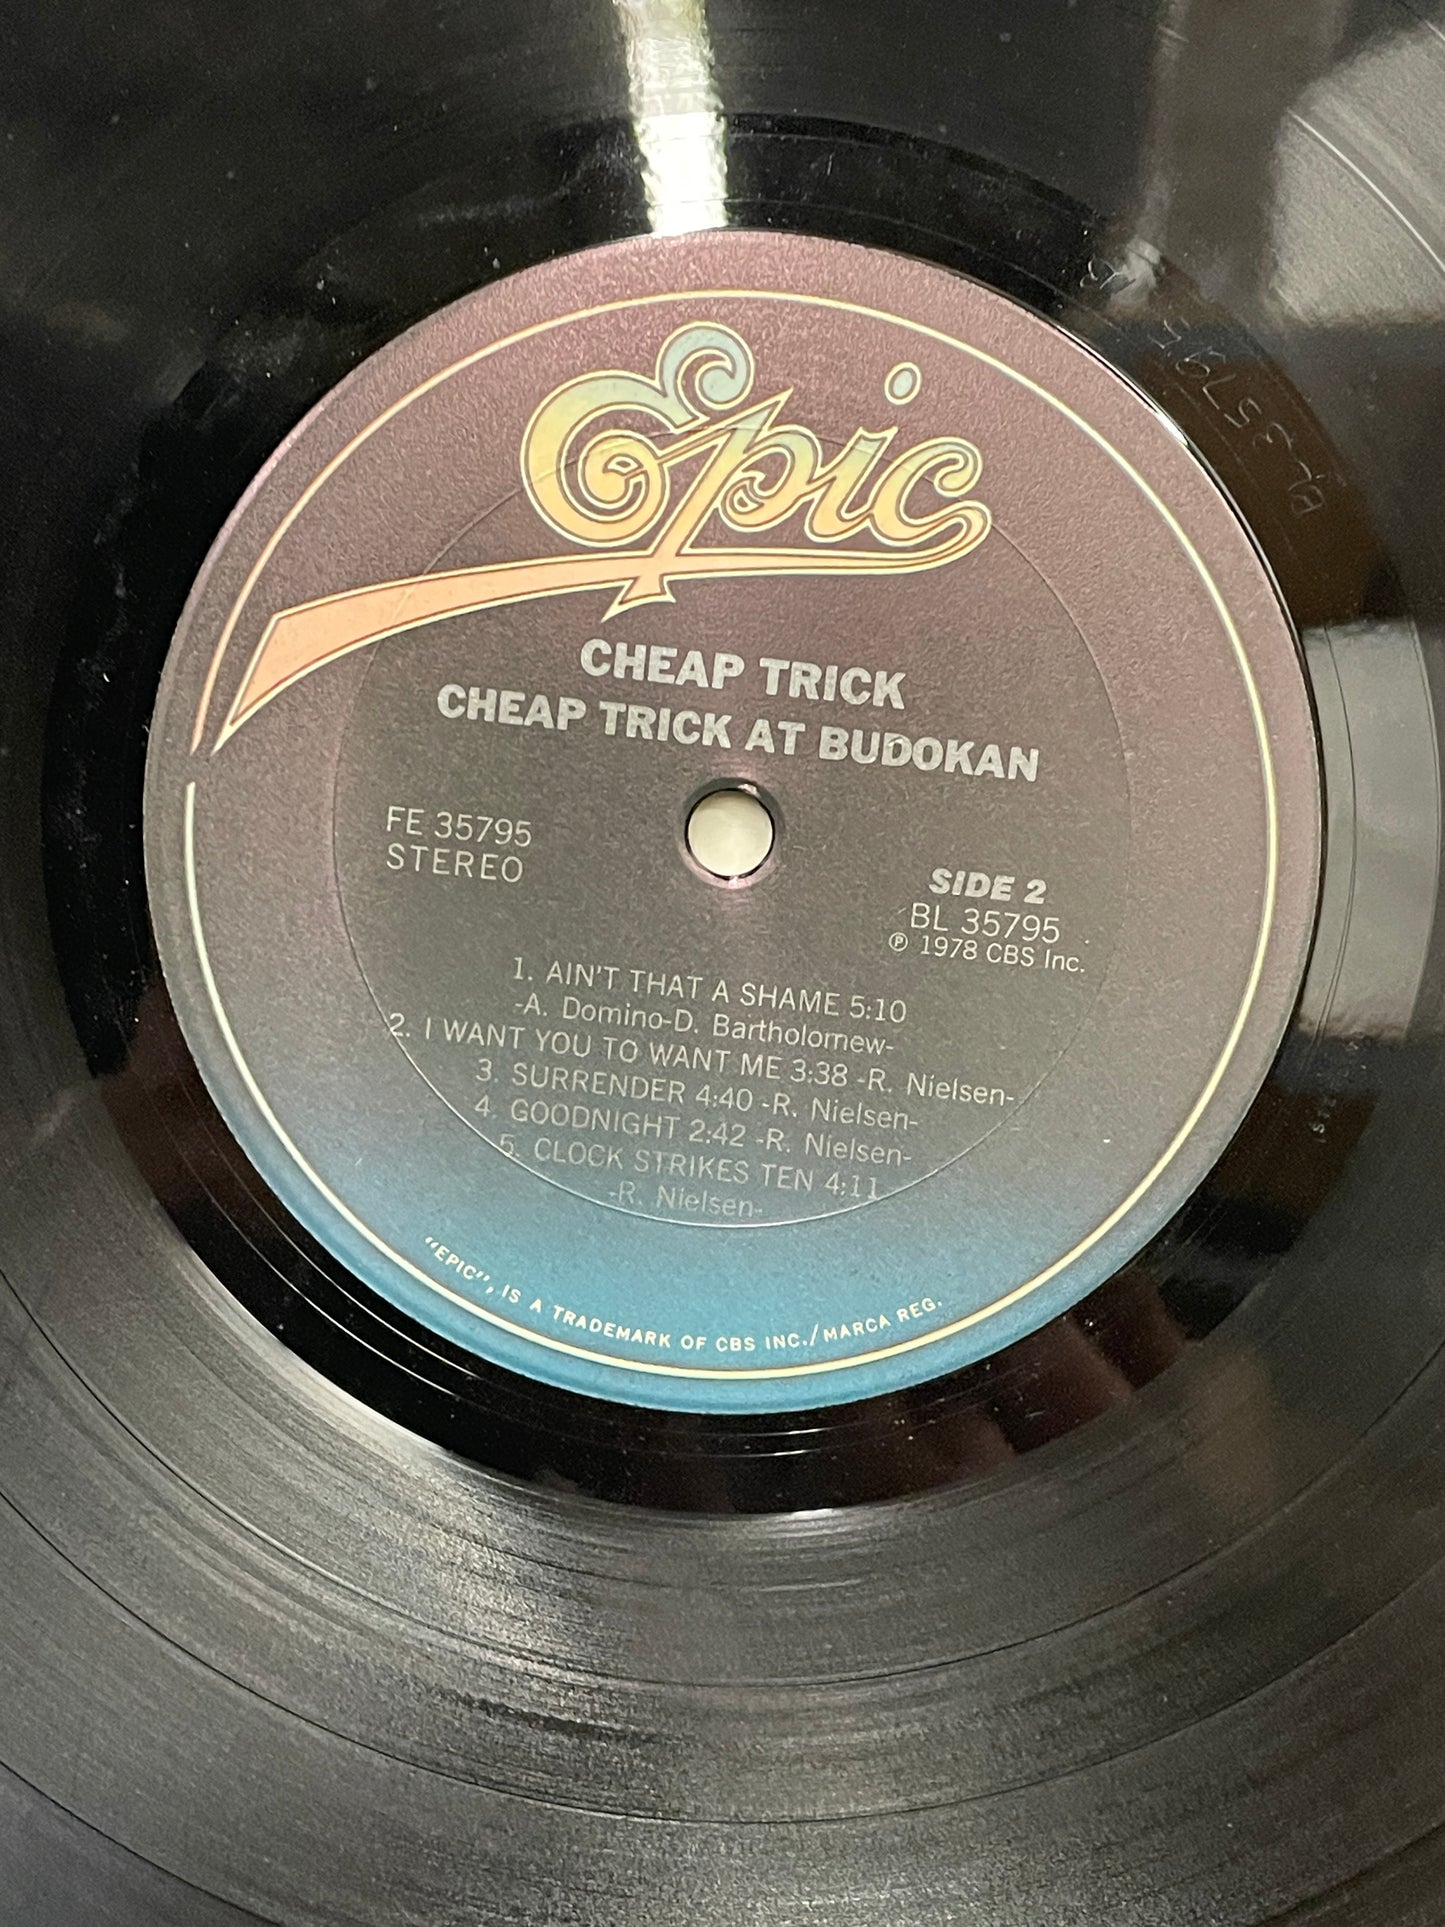 Epic
CHEAP TRICK
CHEAP TRICK AT BUDOKAN
FE 35795
STEREO
SIDE 2
BL 35795
℗ 1978 CBS Inc.
1. AIN'T THAT A SHAME 5:10
-A. Domino-D. Bartholomew-
2. I WANT YOU TO WANT ME 3:38 -R. Nielsen-
3. SURRENDER 4:40 -R. Nielsen-
4. GOODNIGHT 2:42 -R. Nielsen-
5. CLOCK STRIKES TEN 4:11
-R. Nielsen-
"EPIC", IS A TRADEMARK OF CBS INC./MARCA REG.
BL-35795